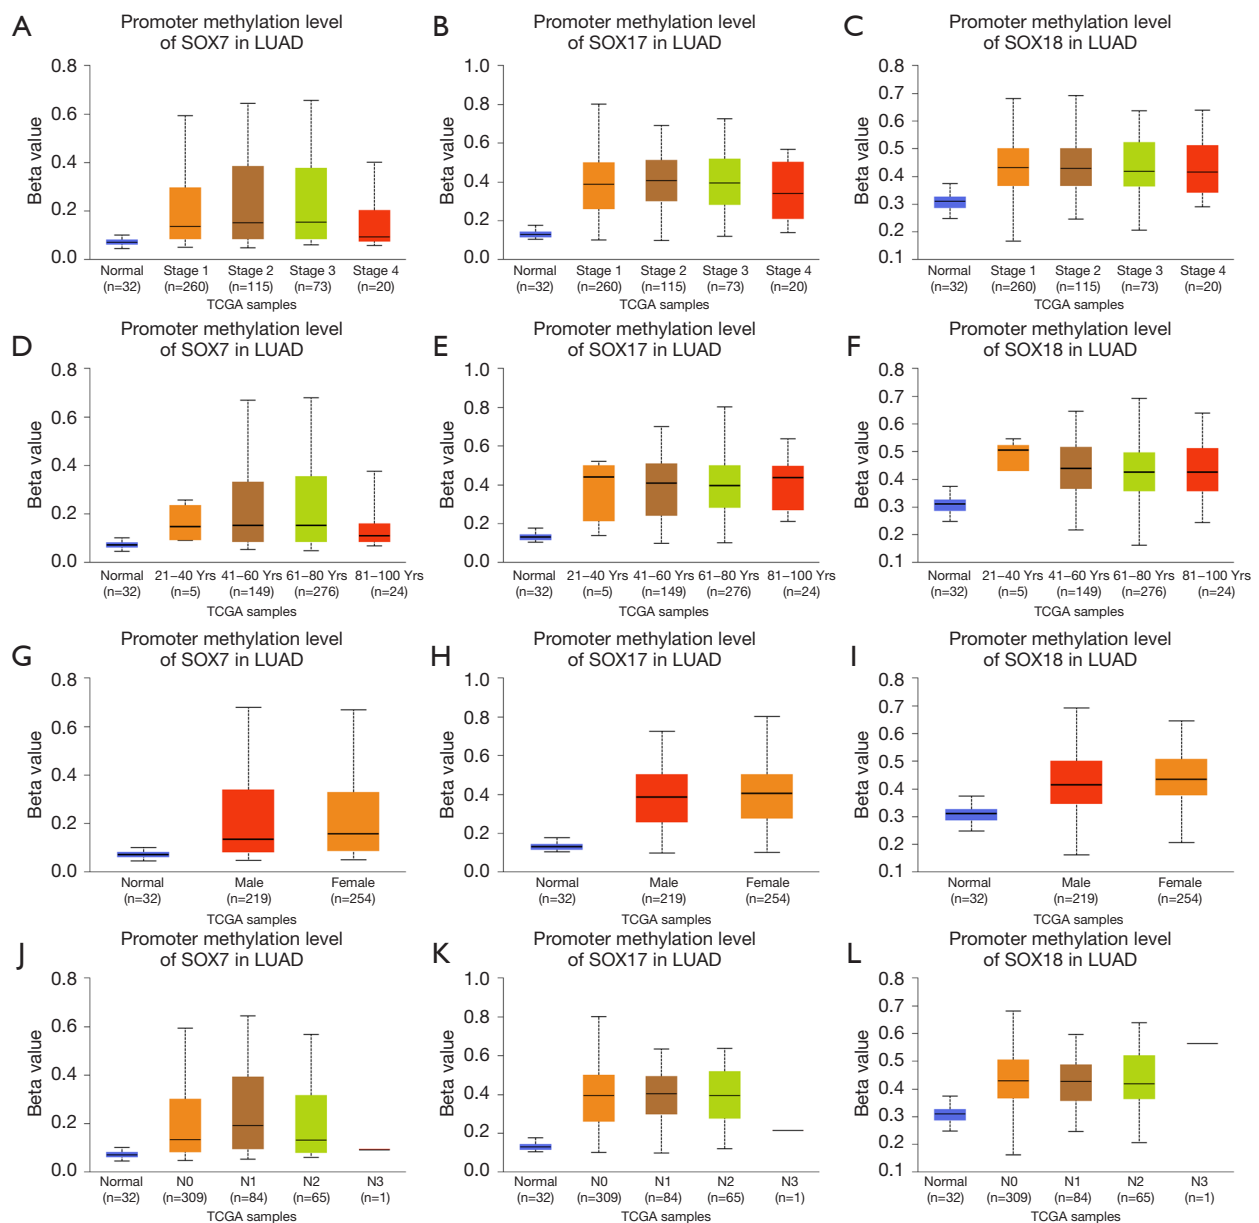 A
Promoter methylation level
of SOX7 in LUAD
Beta value
0.8
0.6
0.4
0.2
0.0
Normal Stage 1 Stage 2 Stage 3 Stage 4
(n=32) (n=260) (n=115) (n=73) (n=20)
TCGA samples
B
Promoter methylation level
of SOX17 in LUAD
Beta value
1.0
0.8
0.6
0.4
0.2
0.0
Normal Stage 1 Stage 2 Stage 3 Stage 4
(n=32) (n=260) (n=115) (n=73) (n=20)
TCGA samples
C
Promoter methylation level
of SOX18 in LUAD
Beta value
0.8
0.7
0.6
0.5
0.4
0.3
0.2
0.1
Normal Stage 1 Stage 2 Stage 3 Stage 4
(n=32) (n=260) (n=115) (n=73) (n=20)
TCGA samples
D
Promoter methylation level
of SOX7 in LUAD
Beta value
0.8
0.6
0.4
0.2
0.0
Normal 21–40 Yrs 41–60 Yrs 61–80 Yrs 81–100 Yrs
(n=32) (n=5) (n=149) (n=276) (n=24)
TCGA samples
E
Promoter methylation level
of SOX17 in LUAD
Beta value
1.0
0.8
0.6
0.4
0.2
0.0
Normal 21–40 Yrs 41–60 Yrs 61–80 Yrs 81–100 Yrs
(n=32) (n=5) (n=149) (n=276) (n=24)
TCGA samples
F
Promoter methylation level
of SOX18 in LUAD
Beta value
0.8
0.7
0.6
0.5
0.4
0.3
0.2
0.1
Normal 21–40 Yrs 41–60 Yrs 61–80 Yrs 81–100 Yrs
(n=32) (n=5) (n=149) (n=276) (n=24)
TCGA samples
G
Promoter methylation level
of SOX7 in LUAD
Beta value
0.8
0.6
0.4
0.2
0.0
Normal Male Female
(n=32) (n=219) (n=254)
TCGA samples
H
Promoter methylation level
of SOX17 in LUAD
Beta value
1.0
0.8
0.6
0.4
0.2
0.0
Normal Male Female
(n=32) (n=219) (n=254)
TCGA samples
I
Promoter methylation level
of SOX18 in LUAD
Beta value
0.8
0.7
0.6
0.5
0.4
0.3
0.2
0.1
Normal Male Female
(n=32) (n=219) (n=254)
TCGA samples
J
Promoter methylation level
of SOX7 in LUAD
Beta value
0.8
0.6
0.4
0.2
0.0
Normal N0 N1 N2 N3
(n=32) (n=309) (n=84) (n=65) (n=1)
TCGA samples
K
Promoter methylation level
of SOX17 in LUAD
Beta value
1.0
0.8
0.6
0.4
0.2
0.0
Normal N0 N1 N2 N3
(n=32) (n=309) (n=84) (n=65) (n=1)
TCGA samples
L
Promoter methylation level
of SOX18 in LUAD
Beta value
0.8
0.7
0.6
0.5
0.4
0.3
0.2
0.1
Normal N0 N1 N2 N3
(n=32) (n=309) (n=84) (n=65) (n=1)
TCGA samples